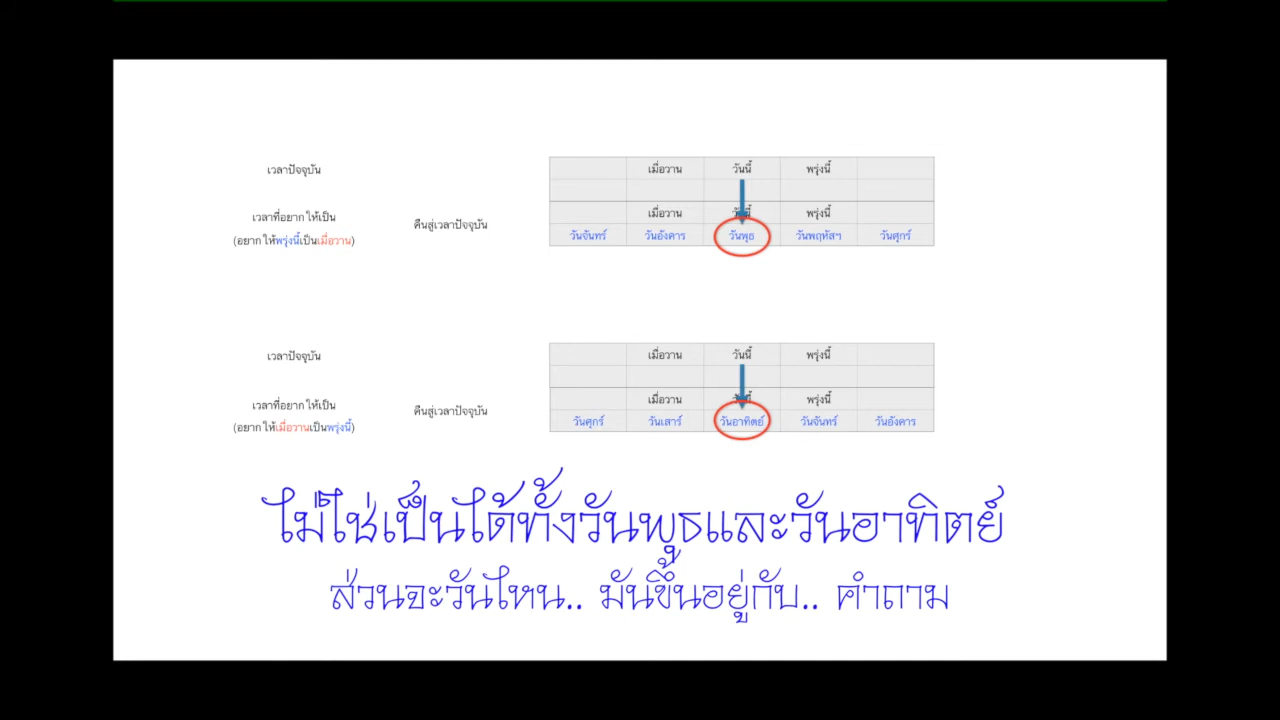 เวลาปัจจุบัน
เมื่อวาน วันนี้ พรุ่งนี้
เวลาที่อยากให้เป็น
(อยากให้พรุ่งนี้เป็นเมื่อวาน)
คืนสู่เวลาปัจจุบัน
เมื่อวาน พรุ่งนี้
วันจันทร์ วันอังคาร วันพุธ วันพฤหัสฯ วันศุกร์
เวลาปัจจุบัน
เมื่อวาน วันนี้ พรุ่งนี้
เวลาที่อยากให้เป็น
(อยากให้เมื่อวานเป็นพรุ่งนี้)
คืนสู่เวลาปัจจุบัน
เมื่อวาน พรุ่งนี้
วันศุกร์ วันเสาร์ วันอาทิตย์ วันจันทร์ วันอังคาร
ไม่ใช่เป็นได้ทั้งวันพุธและวันอาทิตย์
ส่วนจะวันไหน.. มันขึ้นอยู่กับ.. คำถาม